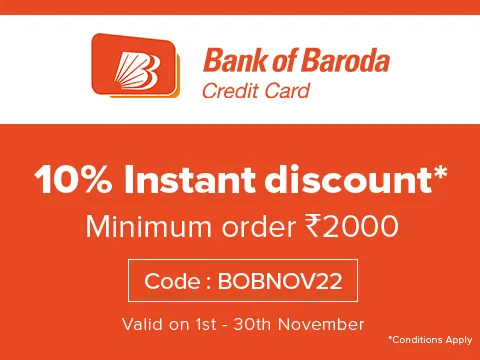 Bank of Baroda
Credit Card
10% Instant discount*
Minimum order ₹2000
Code : BOBNOV22
Valid on 1st - 30th November
*Conditions Apply